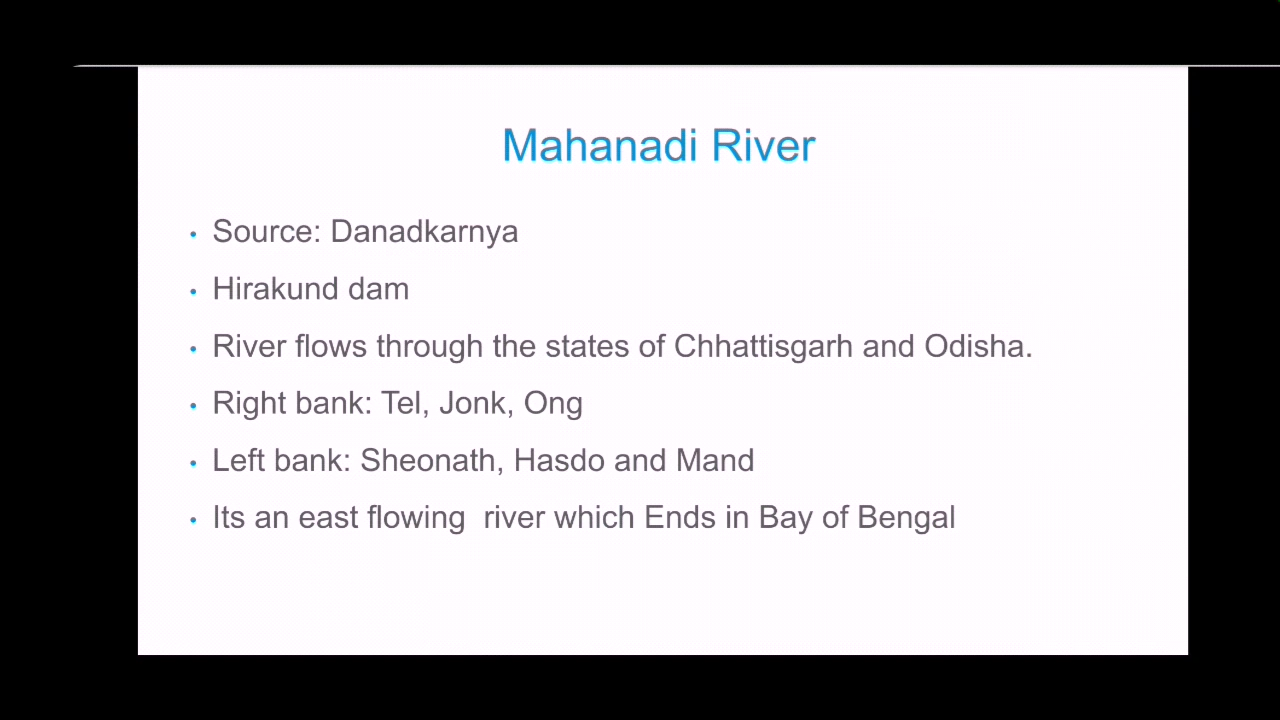 Mahanadi River
• Source: Danadkarnya
• Hirakund dam
• River flows through the states of Chhattisgarh and Odisha.
• Right bank: Tel, Jonk, Ong
• Left bank: Sheonath, Hasdo and Mand
• Its an east flowing  river which Ends in Bay of Bengal